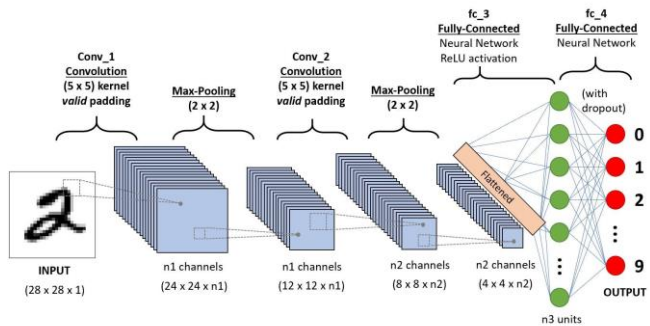 fc_3
Fully-Connected
Neural Network
ReLU activation
fc_4
Fully-Connected
Neural Network
Conv_1
Convolution
(5 x 5) kernel
valid padding
Max-Pooling
(2 x 2)
Conv_2
Convolution
(5 x 5) kernel
valid padding
Max-Pooling
(2 x 2)
(with
dropout)
Flattened
0
1
2
9
INPUT
(28 x 28 x 1)
n1 channels
(24 x 24 x n1)
n1 channels
(12 x 12 x n1)
n2 channels
(8 x 8 x n2)
n2 channels
(4 x 4 x n2)
n3 units
OUTPUT
2